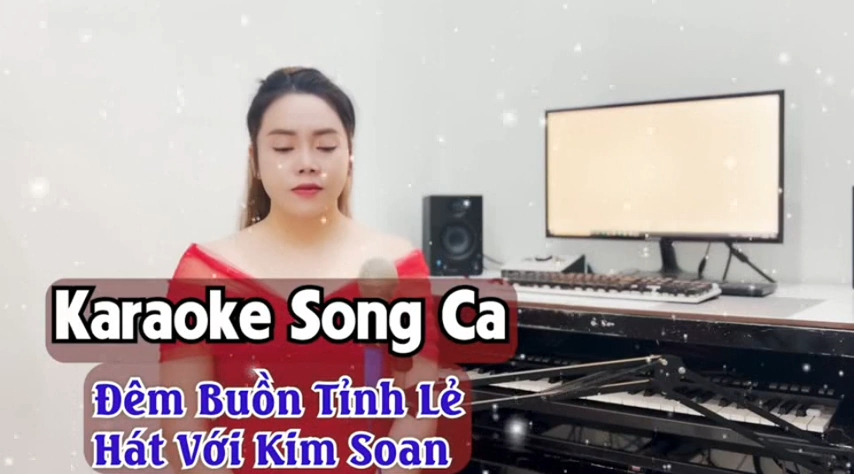 Karaoke Song Ca
Đêm Buồn Tỉnh Lẻ
Hát Với Kim Soan